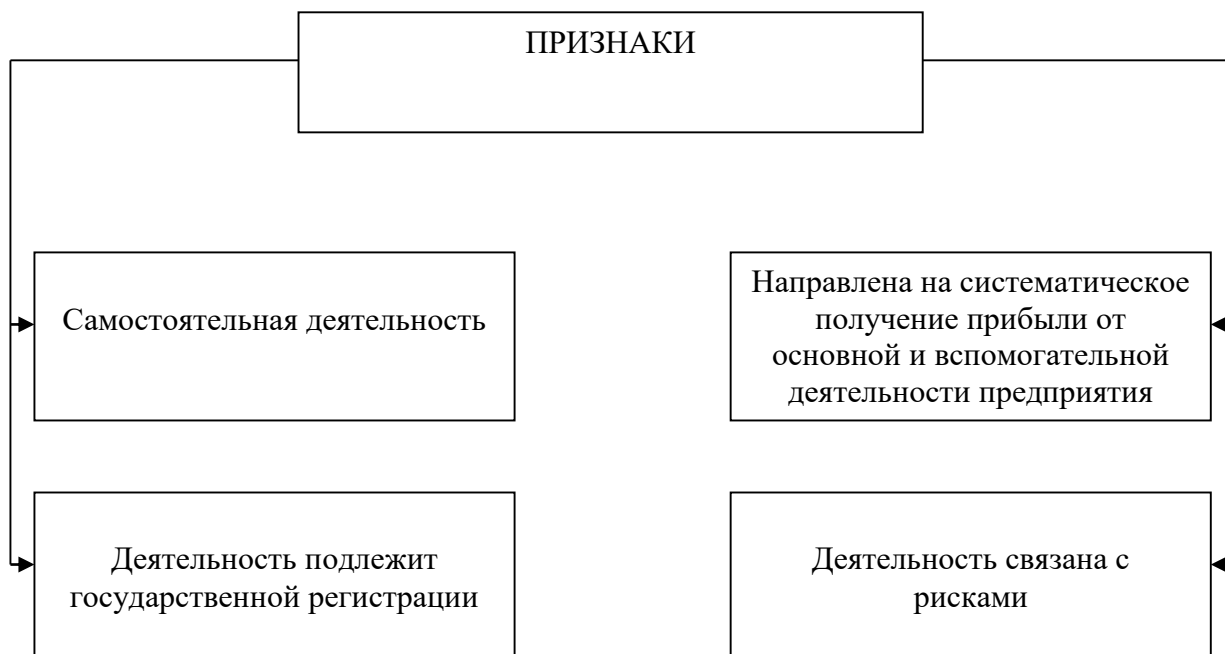 ПРИЗНАКИ
Самостоятельная деятельность
Направлена на систематическое
получение прибыли от
основной и вспомогательной
деятельности предприятия
Деятельность подлежит
государственной регистрации
Деятельность связана с
рисками